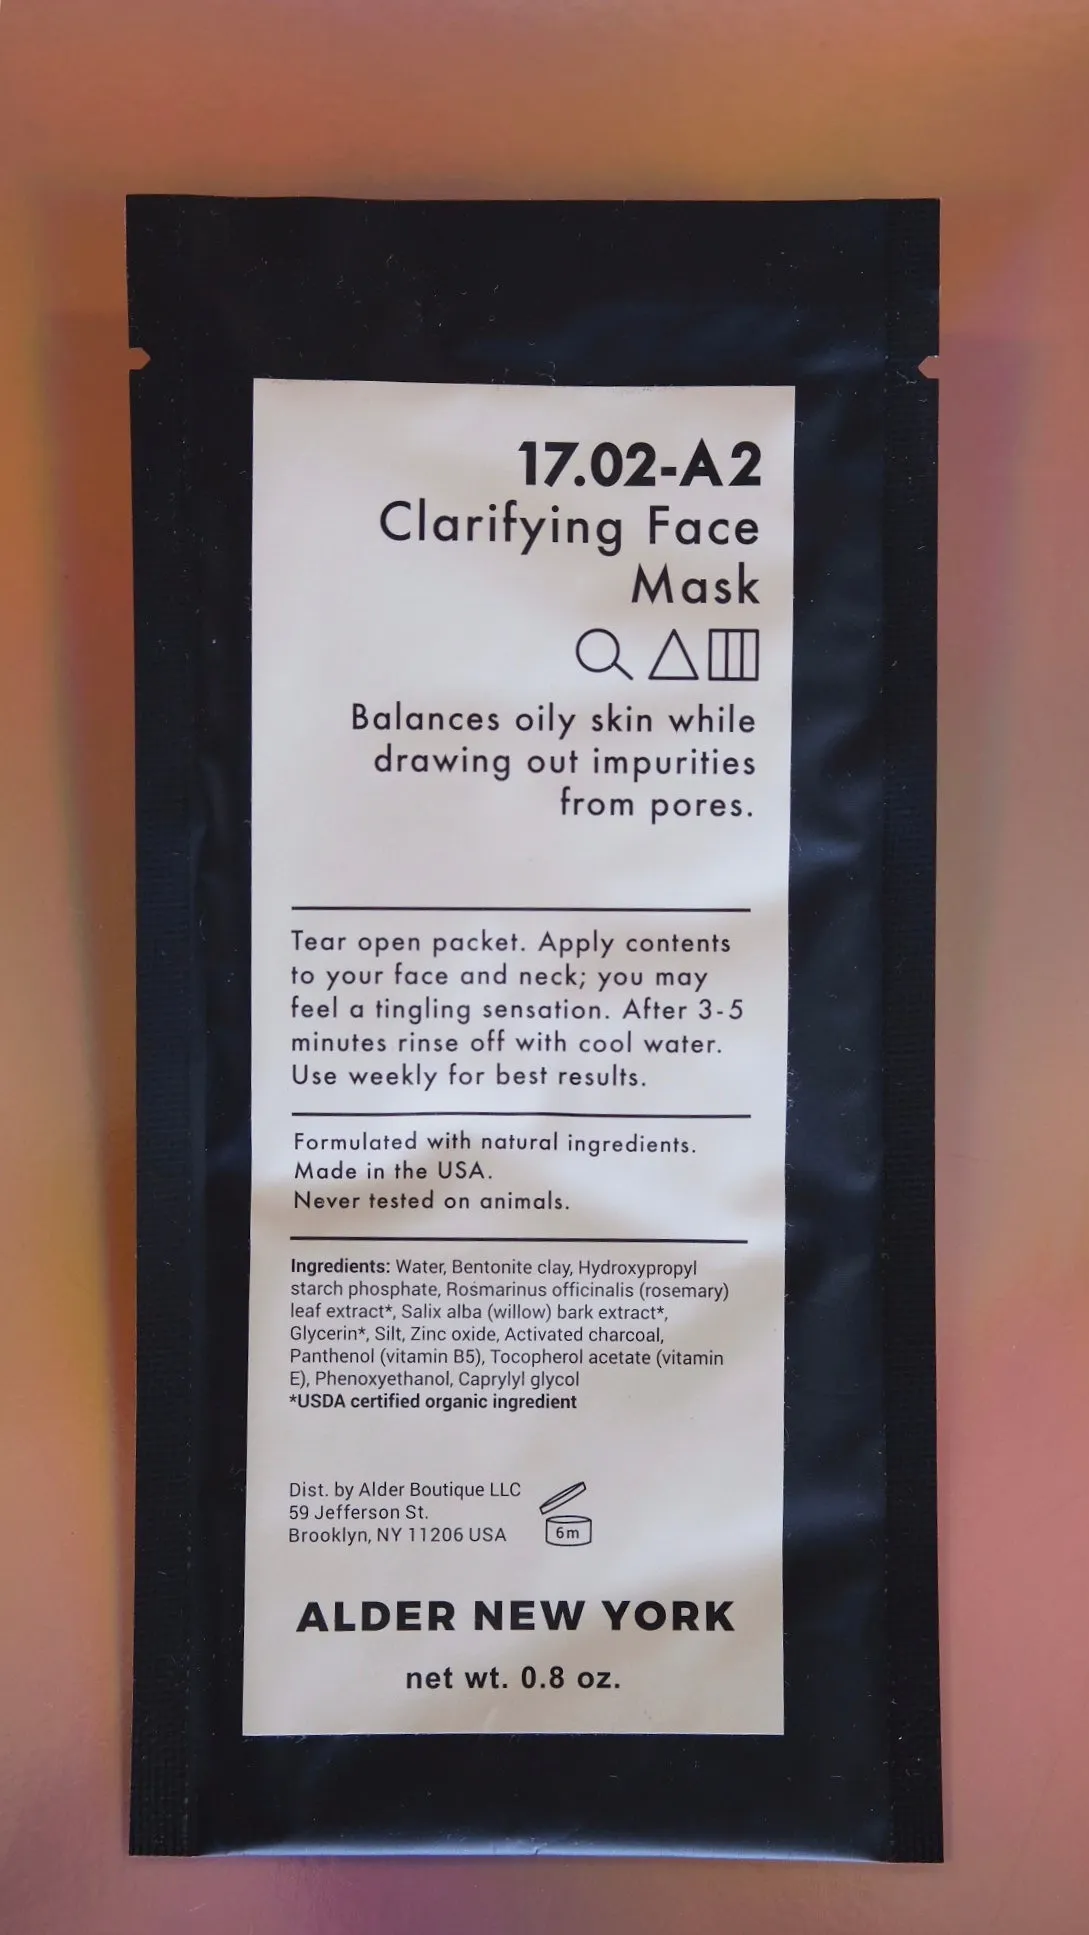 17.02-A2
Clarifying Face
Mask
Balances oily skin while
drawing out impurities
from pores.
Tear open packet. Apply contents
to your face and neck; you may
feel a tingling sensation. After 3-5
minutes rinse off with cool water.
Use weekly for best results.
Formulated with natural ingredients.
Made in the USA.
Never tested on animals.
Ingredients: Water, Bentonite clay, Hydroxypropyl
starch phosphate, Rosmarinus officinalis (rosemary)
leaf extract*, Salix alba (willow) bark extract*,
Glycerin*, Silt, Zinc oxide, Activated charcoal,
Panthenol (vitamin B5), Tocopherol acetate (vitamin
E), Phenoxyethanol, Caprylyl glycol
*USDA certified organic ingredient
Dist. by Alder Boutique LLC
59 Jefferson St.
Brooklyn, NY 11206 USA
6m
ALDER NEW YORK
net wt. 0.8 oz.